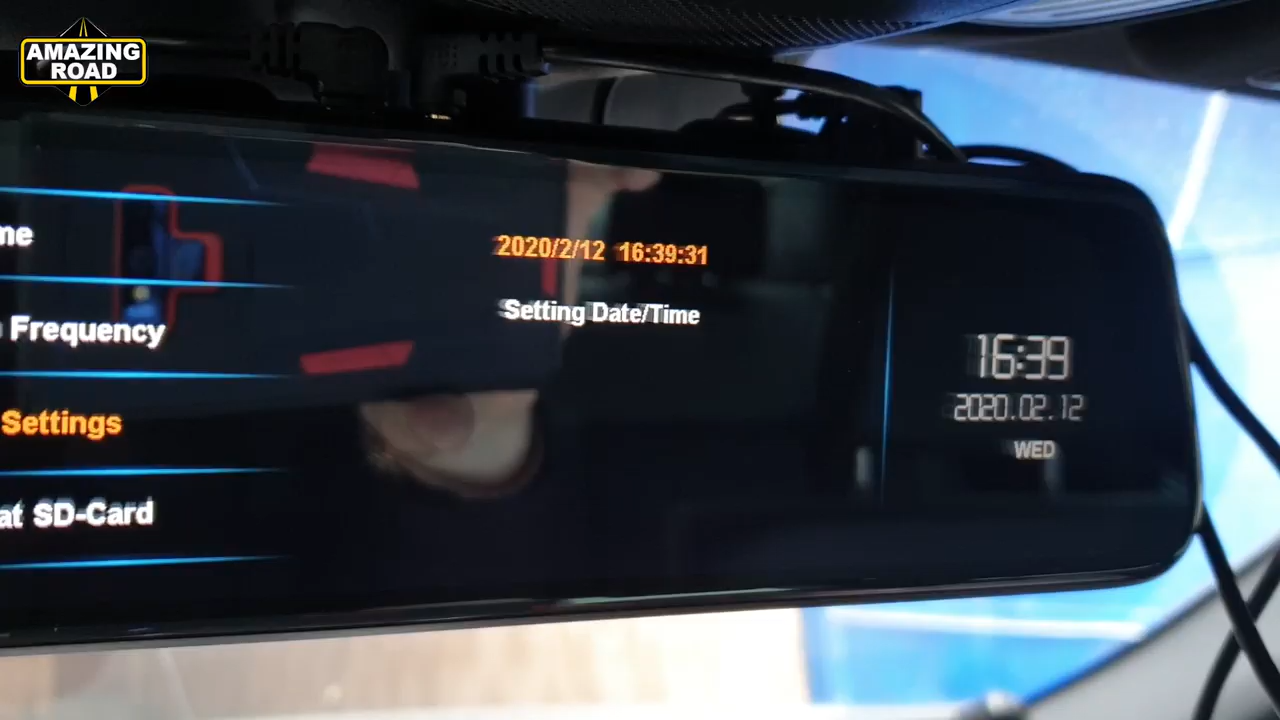 AMAZING
ROAD
me
Frequency
Settings
at SD-Card
2020/2/12 16:39:31
Setting Date/Time
16:39
2020.02.12
WED